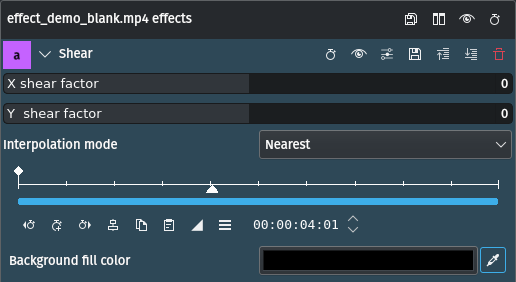 effect_demo_blank.mp4 effects
a Shear
X shear factor 0
Y shear factor 0
Interpolation mode Nearest
00:00:04:01
Background fill color